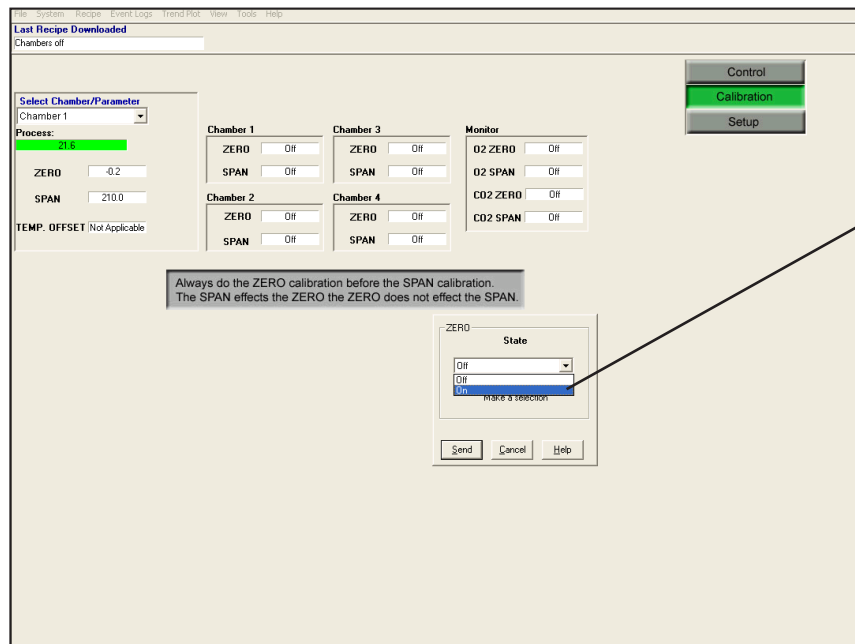 File System Recipe Event Logs Trend Plot View Tools Help
Last Recipe Downloaded
Chambers off
Control
Calibration
Setup
Select Chamber/Parameter
Chamber 1
Process:
21.6
ZERO -0.2
SPAN 210.0
TEMP. OFFSET Not Applicable
Chamber 1
ZERO Off
SPAN Off
Chamber 2
ZERO Off
SPAN Off
Chamber 3
ZERO Off
SPAN Off
Chamber 4
ZERO Off
SPAN Off
Monitor
O2 ZERO Off
O2 SPAN Off
CO2 ZERO Off
CO2 SPAN Off
Always do the ZERO calibration before the SPAN calibration.
The SPAN effects the ZERO the ZERO does not effect the SPAN.
ZERO
State
Off
Off
On
Make a selection
Send Cancel Help